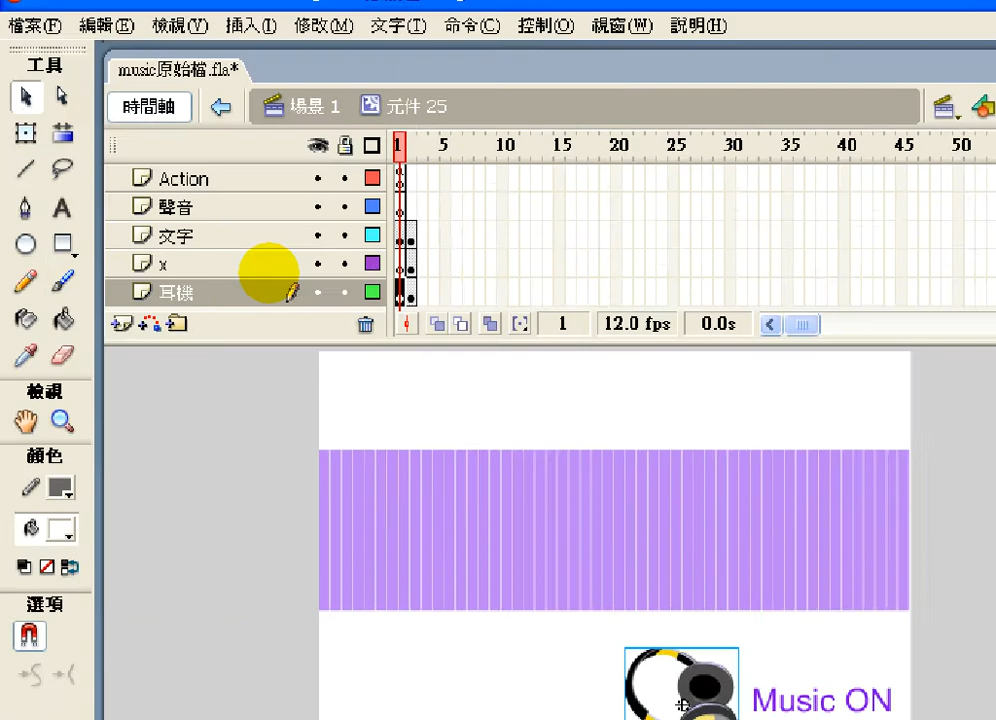 檔案(F) 編輯(E) 檢視(V) 插入(I) 修改(M) 文字(T) 命令(C) 控制(O) 視窗(W) 說明(H)
工具
music原始檔.fla*
時間軸 場景 1 元件 25
1 5 10 15 20 25 30 35 40 45 50
Action
聲音
文字
x
耳機
1 12.0 fps 0.0s
檢視
顏色
選項
Music ON